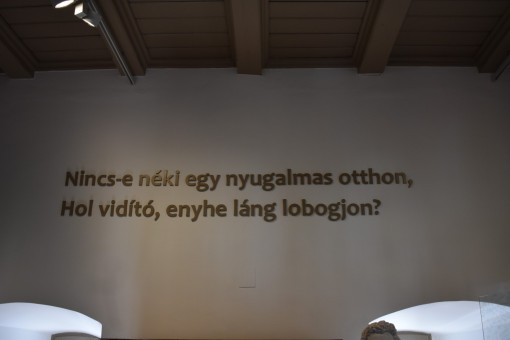 Nincs-e néki egy nyugalmas otthon,
Hol vidító, enyhe láng lobogjon?